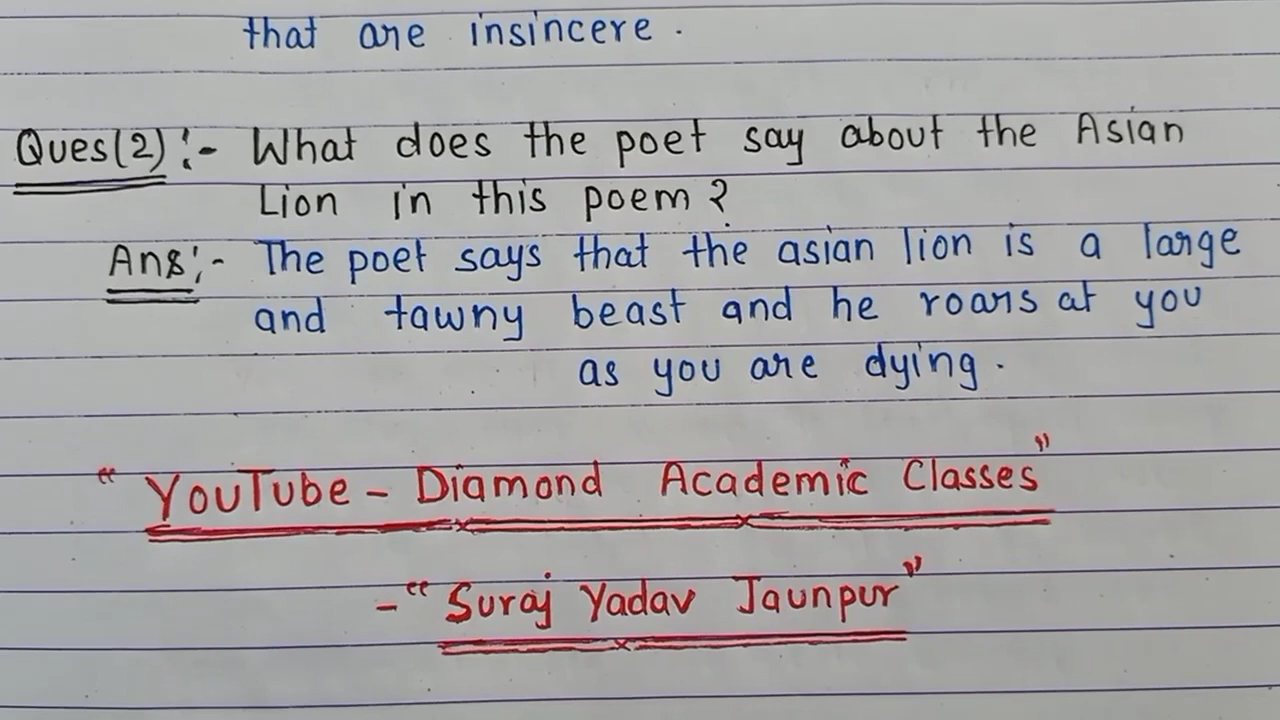 that are insincere.
Ques(2):- What does the poet say about the Asian
Lion in this poem?
Ans:- The poet says that the asian lion is a large
and tawny beast and he roars at you
as you are dying.
"YouTube - Diamond Academic Classes"
- "Suraj Yadav Jaunpur"